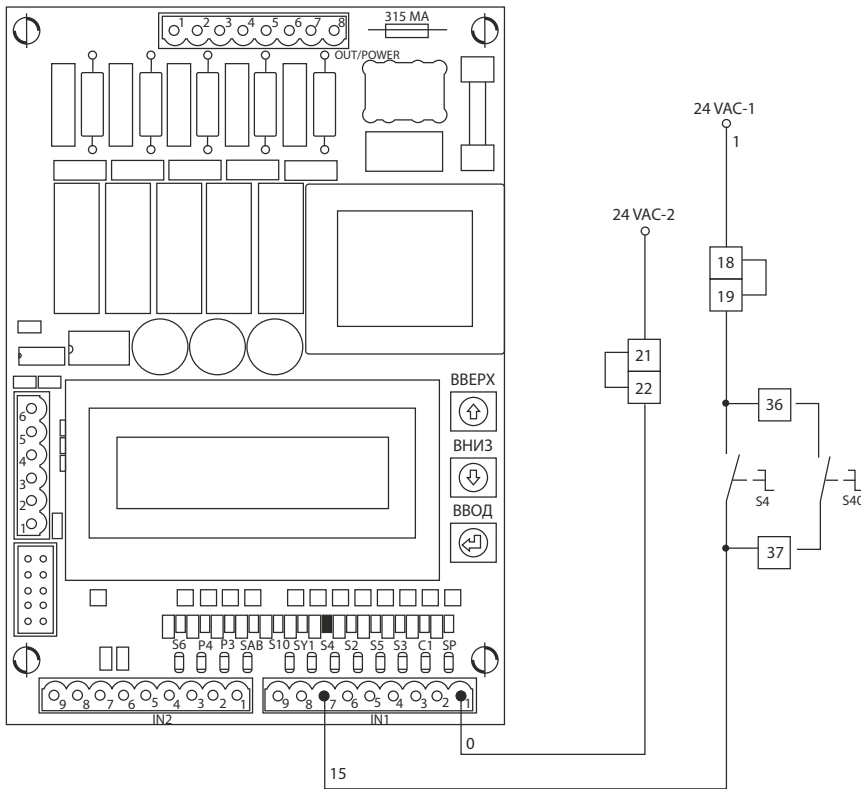 1 2 3 4 5 6 7 8
315 МА
OUT/POWER
24 VAC-1
1
24 VAC-2
18
19
21
22
ВВЕРХ
36
ВНИЗ
S4
S40
ВВОД
37
6
5
4
3
2
1
S6 P4 P3 SAB S10 SY1 S4 S2 S5 S3 C1 SP
9 8 7 6 5 4 3 2 1
9 8 7 6 5 4 3 2 1
IN2
IN1
0
15